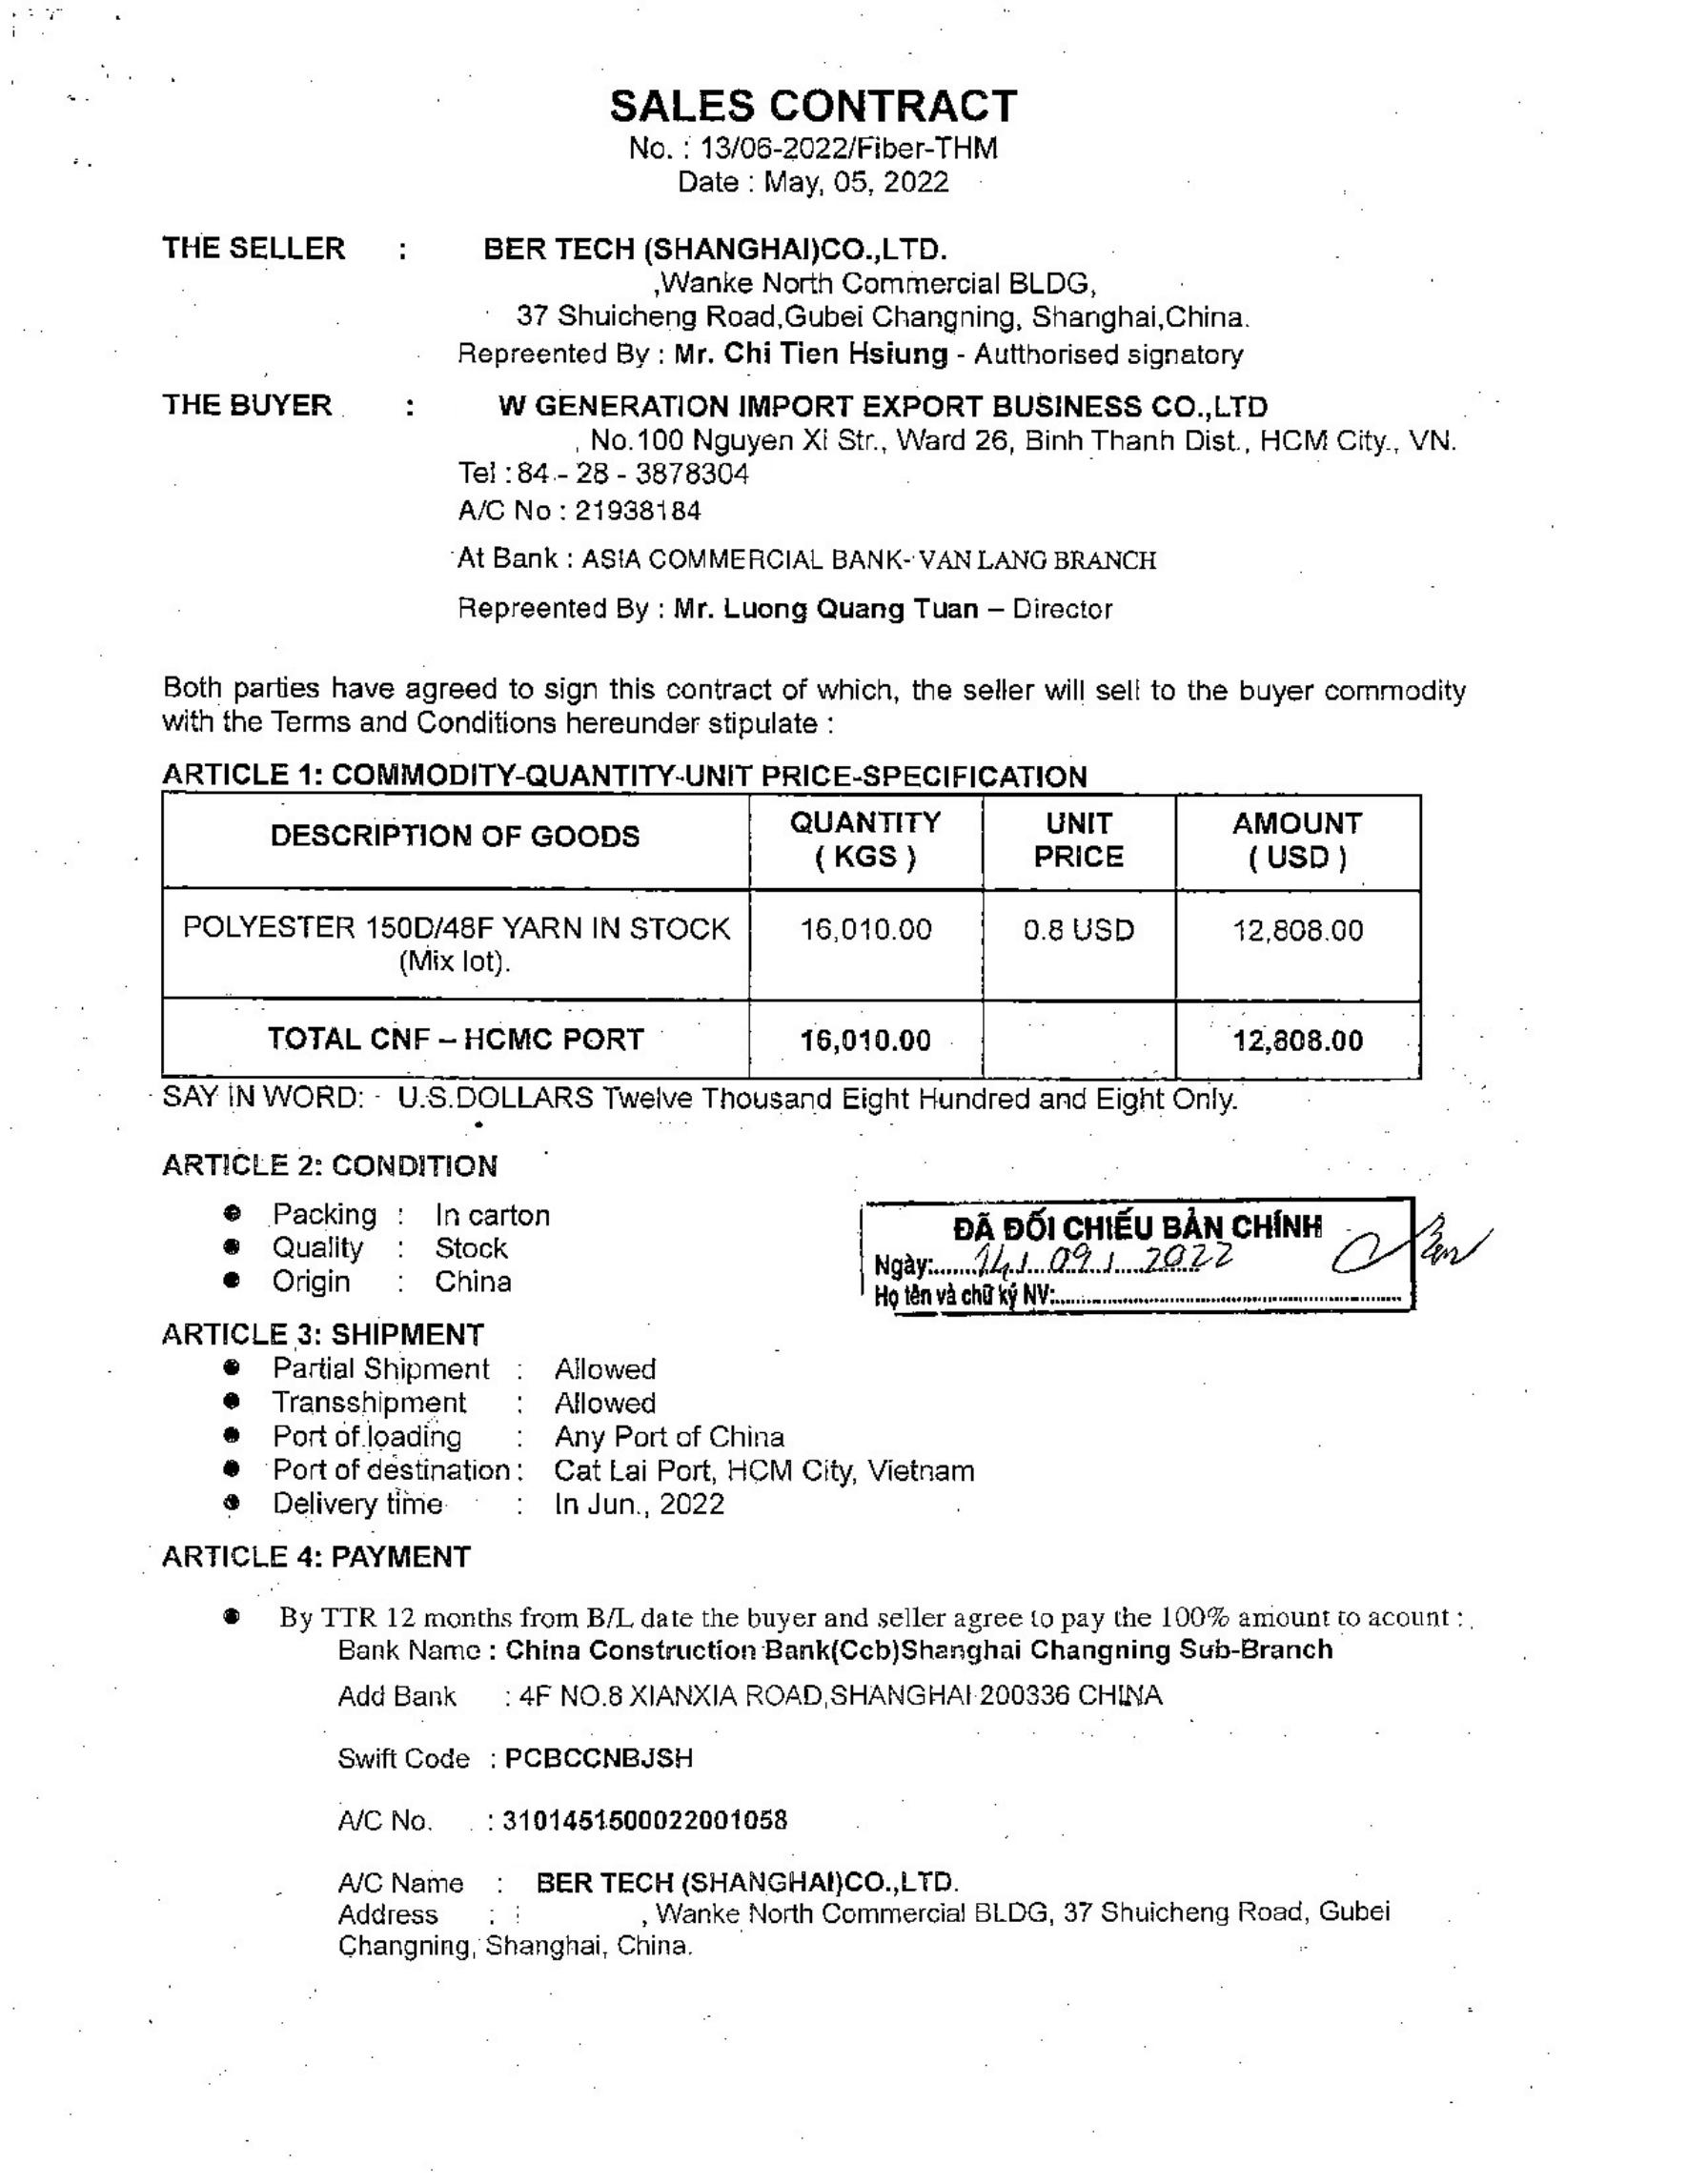 SALES CONTRACT
No. : 13/06-2022/Fiber-THM
Date : May, 05, 2022
THE SELLER : BER TECH (SHANGHAI)CO.,LTD.
,Wanke North Commercial BLDG,
37 Shuicheng Road,Gubei Changning, Shanghai,China.
Repreented By : Mr. Chi Tien Hsiung - Autthorised signatory
THE BUYER : W GENERATION IMPORT EXPORT BUSINESS CO.,LTD
, No.100 Nguyen Xi Str., Ward 26, Binh Thanh Dist., HCM City., VN.
Tel : 84 - 28 - 3878304
A/C No : 21938184
At Bank : ASIA COMMERCIAL BANK- VAN LANG BRANCH
Repreented By : Mr. Luong Quang Tuan – Director
Both parties have agreed to sign this contract of which, the seller will sell to the buyer commodity
with the Terms and Conditions hereunder stipulate :
ARTICLE 1: COMMODITY-QUANTITY-UNIT PRICE-SPECIFICATION
DESCRIPTION OF GOODS QUANTITY ( KGS ) UNIT PRICE AMOUNT ( USD )
POLYESTER 150D/48F YARN IN STOCK 16,010.00 0.8 USD 12,808.00
(Mix lot).
TOTAL CNF – HCMC PORT 16,010.00 12,808.00
SAY IN WORD: - U.S.DOLLARS Twelve Thousand Eight Hundred and Eight Only.
ARTICLE 2: CONDITION
● Packing : In carton
● Quality : Stock
● Origin : China
ĐÃ ĐỐI CHIẾU BẢN CHÍNH
Ngày: 14 / 09 / 2022
Họ tên và chữ ký NV:
ARTICLE 3: SHIPMENT
● Partial Shipment : Allowed
● Transshipment : Allowed
● Port of loading : Any Port of China
● Port of destination : Cat Lai Port, HCM City, Vietnam
● Delivery time : In Jun., 2022
ARTICLE 4: PAYMENT
● By TTR 12 months from B/L date the buyer and seller agree to pay the 100% amount to acount :
Bank Name : China Construction Bank(Ccb)Shanghai Changning Sub-Branch
Add Bank : 4F NO.8 XIANXIA ROAD,SHANGHAI 200336 CHINA
Swift Code : PCBCCNBJSH
A/C No. : 3101451500022001058
A/C Name : BER TECH (SHANGHAI)CO.,LTD.
Address : : , Wanke North Commercial BLDG, 37 Shuicheng Road, Gubei
Changning, Shanghai, China.